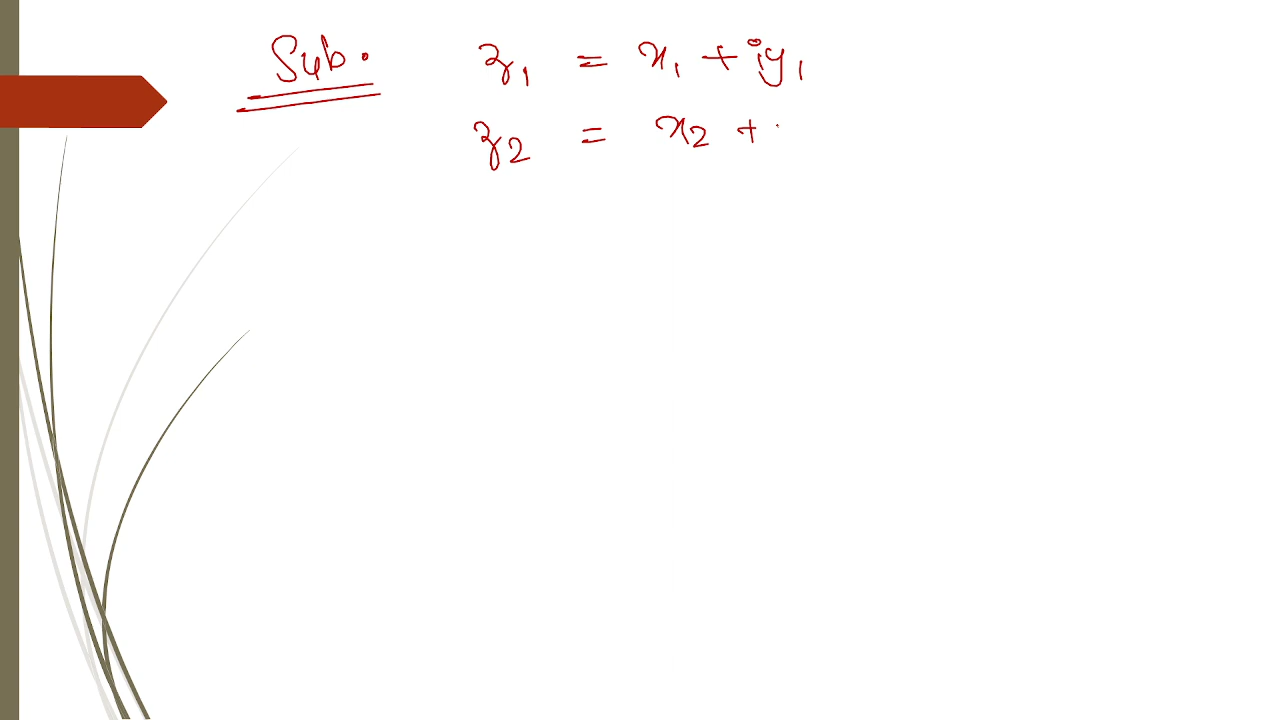 Sub. z₁ = x₁ + iy₁
z₂ = x₂ +